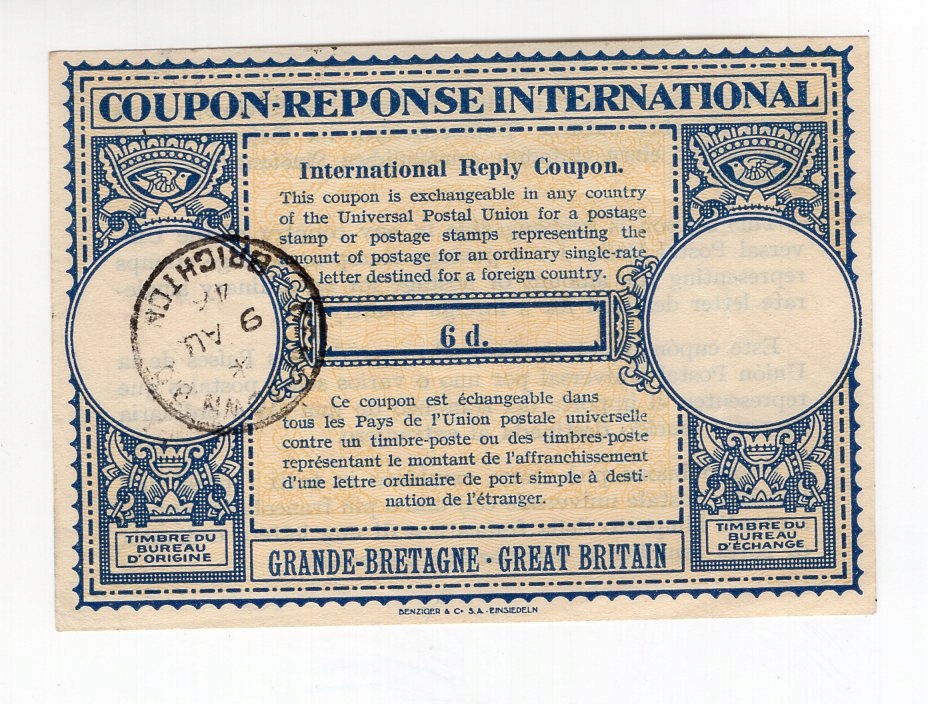 COUPON-REPONSE INTERNATIONAL
International Reply Coupon.
This coupon is exchangeable in any country
of the Universal Postal Union for a postage
stamp or postage stamps representing the
amount of postage for an ordinary single-rate
letter destined for a foreign country.
BRIGHTON
9 AU
6 d.
Ce coupon est échangeable dans
tous les Pays de l'Union postale universelle
contre un timbre-poste ou des timbres-poste
représentant le montant de l'affranchissement
d'une lettre ordinaire de port simple à desti-
nation de l'étranger.
TIMBRE DU
BUREAU
D'ORIGINE
TIMBRE DU
BUREAU
D'ÉCHANGE
GRANDE-BRETAGNE · GREAT BRITAIN
BENZIGER & Co S.A. EINSIEDELN